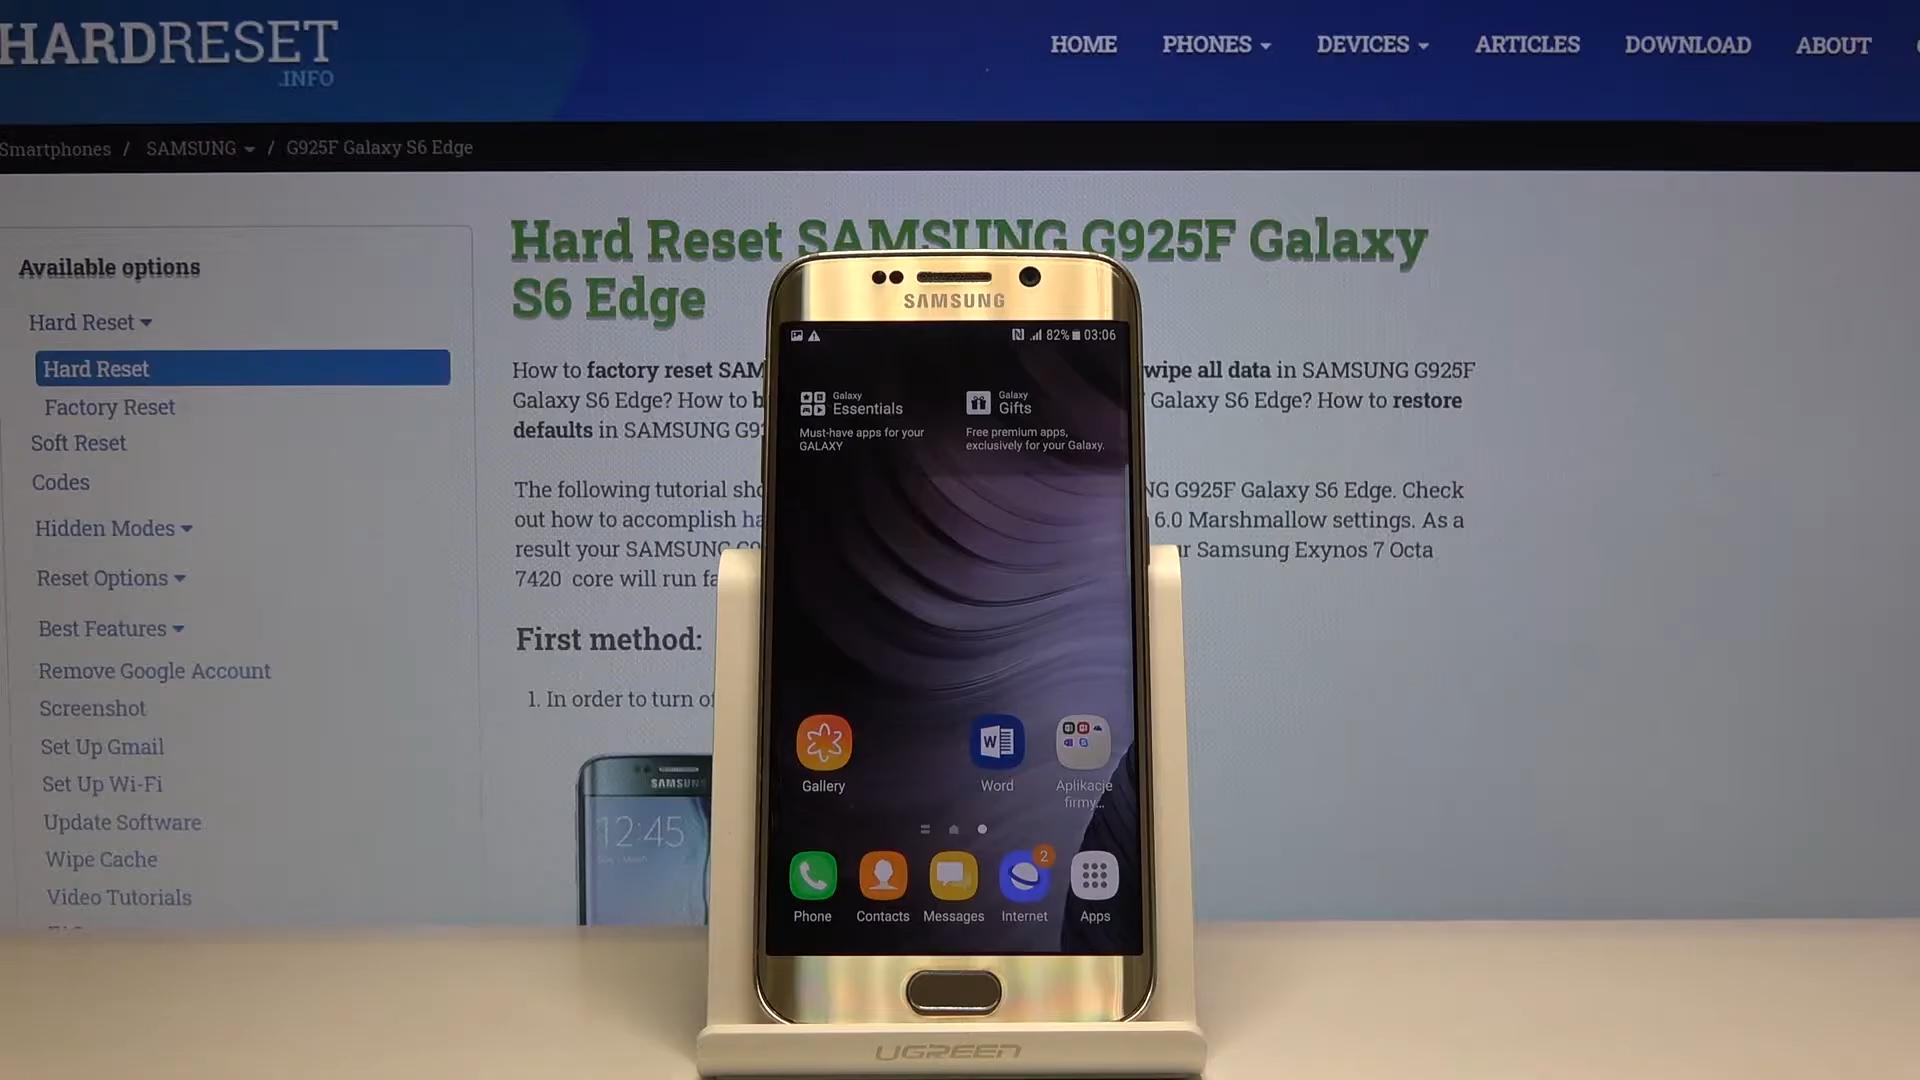 HARDRESET
.INFO
HOME PHONES DEVICES ARTICLES DOWNLOAD ABOUT
Smartphones / SAMSUNG / G925F Galaxy S6 Edge
Available options
Hard Reset
Hard Reset
Factory Reset
Soft Reset
Codes
Hidden Modes
Reset Options
Best Features
Remove Google Account
Screenshot
Set Up Gmail
Set Up Wi-Fi
Update Software
Wipe Cache
Video Tutorials
Hard Reset SAMSUNG G925F Galaxy
S6 Edge
How to factory reset wipe all data in SAMSUNG G925F
Galaxy S6 Edge? How to Galaxy S6 Edge? How to restore
defaults in SAMSUNG
The following tutorial G925F Galaxy S6 Edge. Check
out how to accomplish 6.0 Marshmallow settings. As a
result your SAMSUNG Samsung Exynos 7 Octa
7420 core will run
First method:
1. In order to turn
SAMSUNG
12:45
SAMSUNG
82% 03:06
Galaxy
Essentials
Must-have apps for your
GALAXY
Galaxy
Gifts
Free premium apps,
exclusively for your Galaxy.
Gallery Word Aplikacje
firmy...
2
Phone Contacts Messages Internet Apps
UGREEN